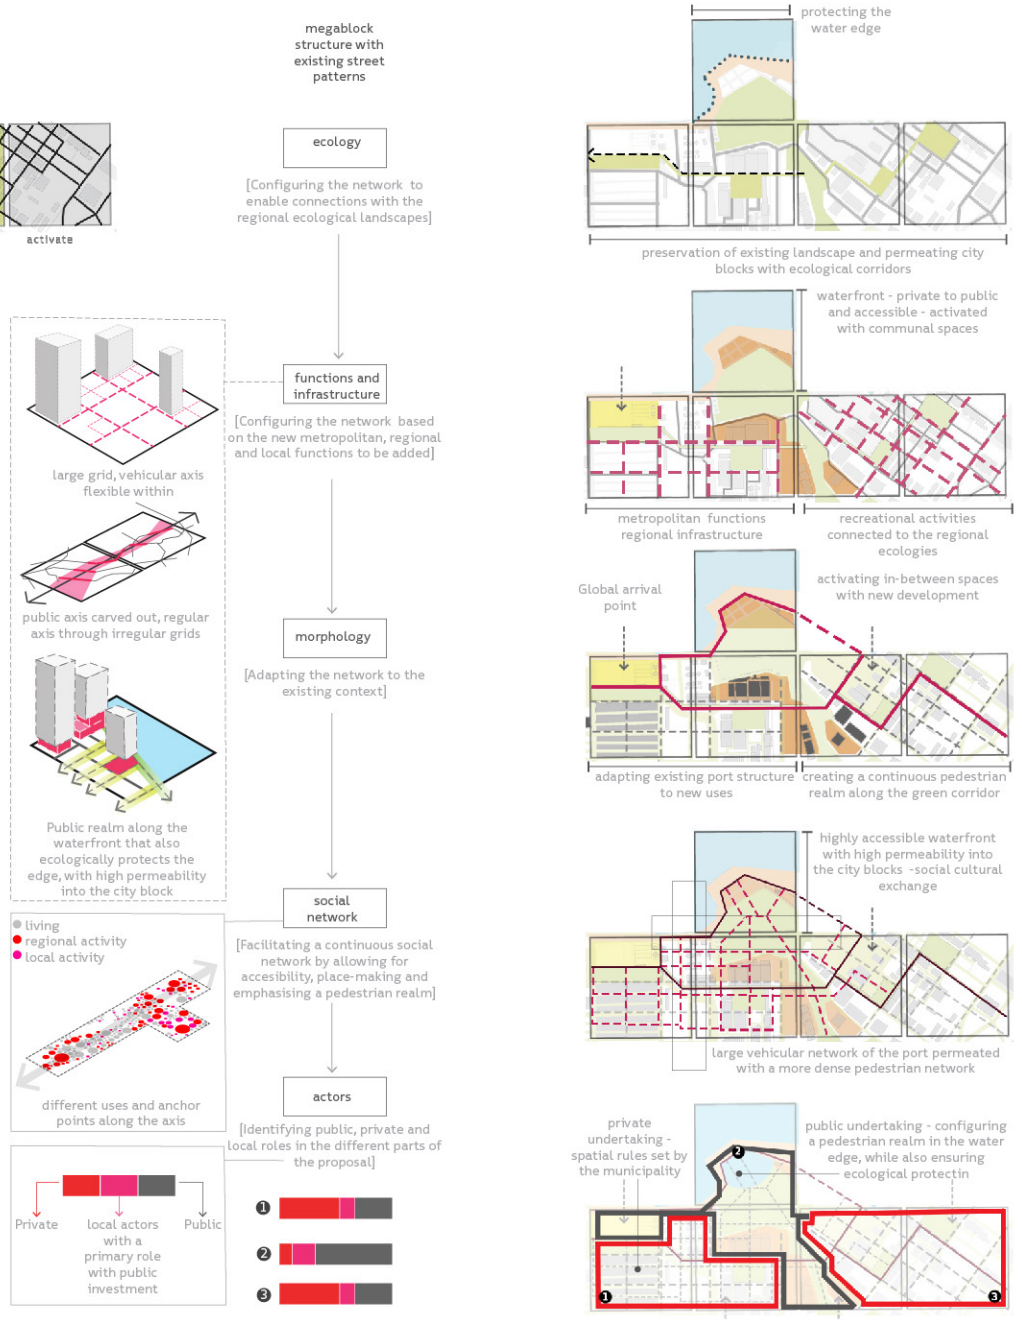 megablock
structure with
existing street
patterns
activate
ecology
[Configuring the network to
enable connections with the
regional ecological landscapes]
functions and
infrastructure
[Configuring the network based
on the new metropolitan, regional
and local functions to be added]
large grid, vehicular axis
flexible within
public axis carved out, regular
axis through irregular grids
morphology
[Adapting the network to the
existing context]
Public realm along the
waterfront that also
ecologically protects the
edge, with high permeability
into the city block
social
network
[Facilitating a continuous social
network by allowing for
accesibility, place-making and
emphasising a pedestrian realm]
living
regional activity
local activity
different uses and anchor
points along the axis
actors
[Identifying public, private and
local roles in the different parts of
the proposal]
Private
local actors
with a
primary role
with public
investment
Public
1
2
3
protecting the
water edge
preservation of existing landscape and permeating city
blocks with ecological corridors
waterfront - private to public
and accessible - activated
with communal spaces
metropolitan functions
regional infrastructure
recreational activities
connected to the regional
ecologies
Global arrival
point
activating in-between spaces
with new development
adapting existing port structure
to new uses
creating a continuous pedestrian
realm along the green corridor
highly accessible waterfront
with high permeability into
the city blocks -social cultural
exchange
large vehicular network of the port permeated
with a more dense pedestrian network
private
undertaking -
spatial rules set by
the municipality
public undertaking - configuring
a pedestrian realm in the water
edge, while also ensuring
ecological protectin
2
1
3